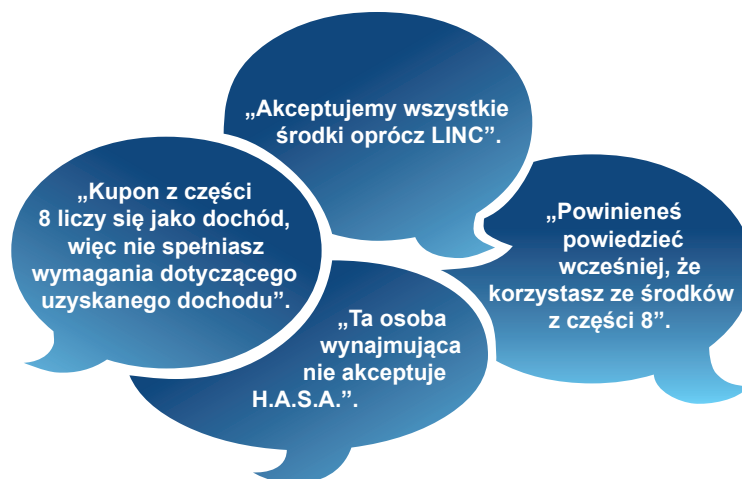 „Akceptujemy wszystkie
środki oprócz LINC”.
„Kupon z części
8 liczy się jako dochód,
więc nie spełniasz
wymagania dotyczącego
uzyskanego dochodu”.
„Powinieneś
powiedzieć
wcześniej, że
korzystasz ze środków
z części 8”.
„Ta osoba
wynajmująca
nie akceptuje
H.A.S.A.”.